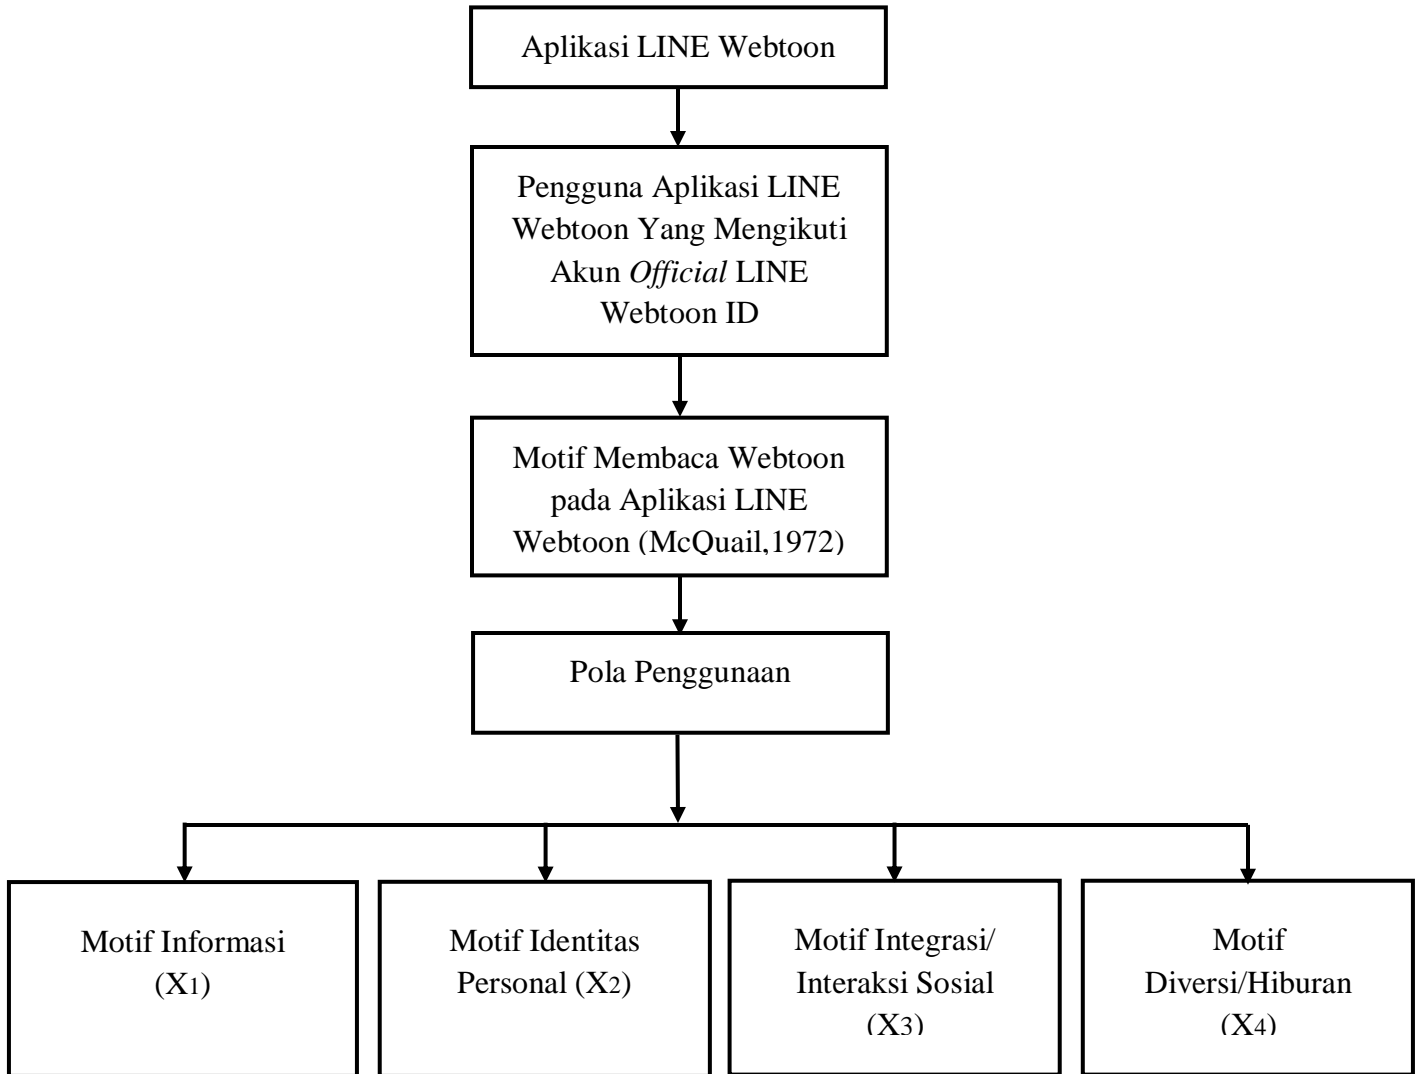 Aplikasi LINE Webtoon
Pengguna Aplikasi LINE
Webtoon Yang Mengikuti
Akun Official LINE
Webtoon ID
Motif Membaca Webtoon
pada Aplikasi LINE
Webtoon (McQuail,1972)
Pola Penggunaan
Motif Informasi
(X1)
Motif Identitas
Personal (X2)
Motif Integrasi/
Interaksi Sosial
(X3)
Motif
Diversi/Hiburan
(X4)